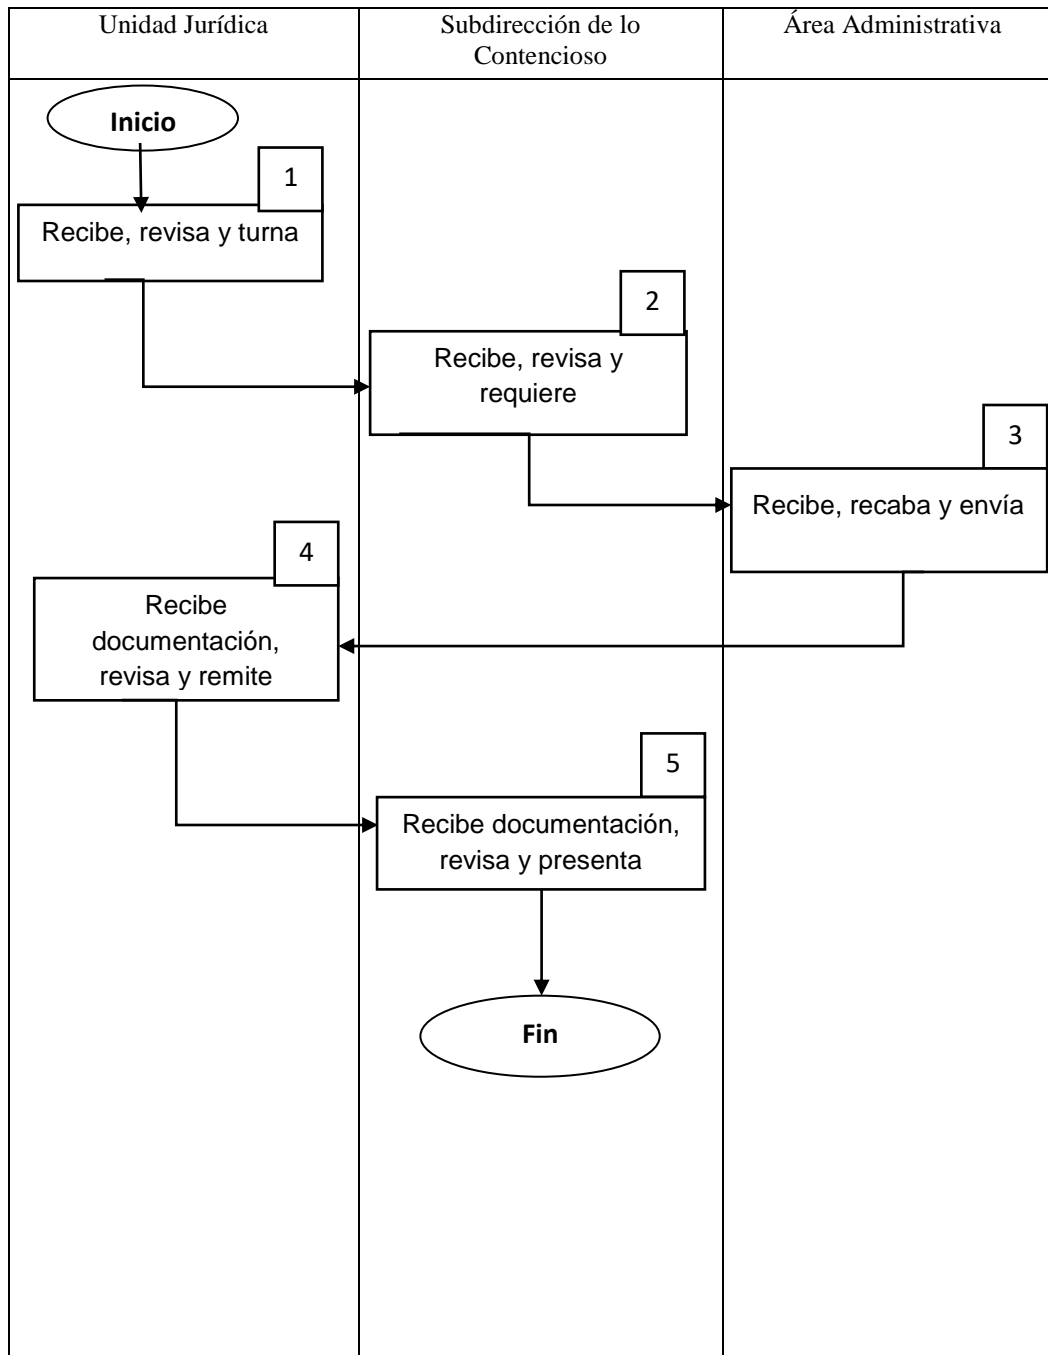 Unidad Jurídica
Subdirección de lo
Contencioso
Área Administrativa
Inicio
1
Recibe, revisa y turna
2
Recibe, revisa y
requiere
3
Recibe, recaba y envía
4
Recibe
documentación,
revisa y remite
5
Recibe documentación,
revisa y presenta
Fin